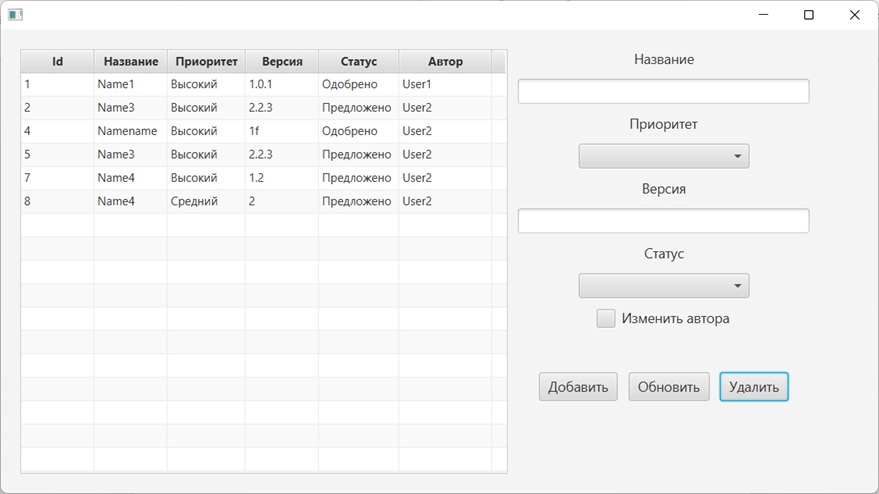 Id Название Приоритет Версия Статус Автор
1 Name1 Высокий 1.0.1 Одобрено User1
2 Name3 Высокий 2.2.3 Предложено User2
4 Namename Высокий 1f Одобрено User2
5 Name3 Высокий 2.2.3 Предложено User2
7 Name4 Высокий 1.2 Предложено User2
8 Name4 Средний 2 Предложено User2
Название
Приоритет
Версия
Статус
Изменить автора
Добавить Обновить Удалить